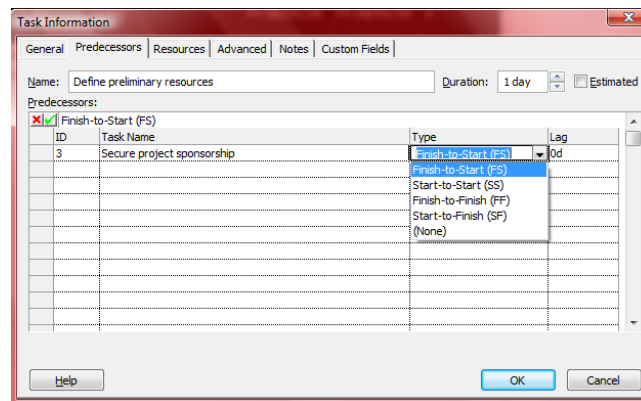 Task Information
General Predecessors Resources Advanced Notes Custom Fields
Name: Define preliminary resources Duration: 1 day Estimated
Predecessors:
Finish-to-Start (FS)
ID Task Name Type Lag
3 Secure project sponsorship Finish-to-Start (FS) 0d
Finish-to-Start (FS)
Start-to-Start (SS)
Finish-to-Finish (FF)
Start-to-Finish (SF)
(None)
Help OK Cancel